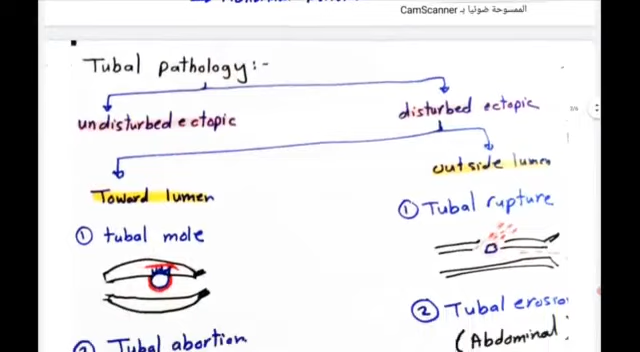 CamScanner الممسوحة ضوئيا بـ
Tubal pathology:-
undisturbed ectopic
disturbed ectopic
Toward lumen
outside lumen
① tubal mole
① Tubal rupture
② Tubal erosio
(Abdominal
② Tubal abortion